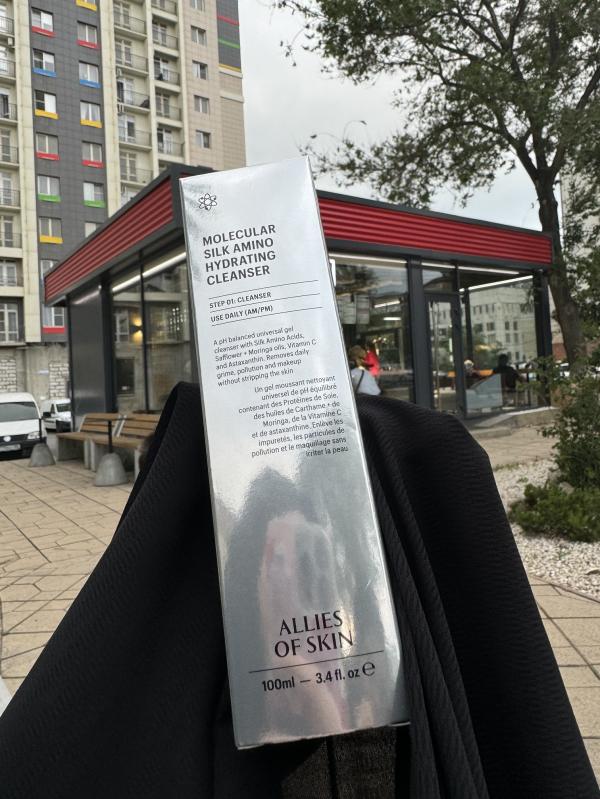 MOLECULAR
SILK AMINO
HYDRATING
CLEANSER
STEP 01: CLEANSER
USE DAILY (AM/PM)
A pH balanced universal gel
cleanser with Silk Amino Acids,
Safflower + Moringa oils, Vitamin C
and Astaxanthin. Removes daily
grime, pollution and makeup
without stripping the skin
Un gel moussant nettoyant
universel de pH équilibré
contenant des Protéines de Soie,
des huiles de Carthame + de
Moringa, de la Vitamine C
et de astaxanthine. Enlève les
impuretés, les particules de
pollution et le maquillage sans
irriter la peau
ALLIES
OF SKIN
100ml — 3.4 fl. oz ℮